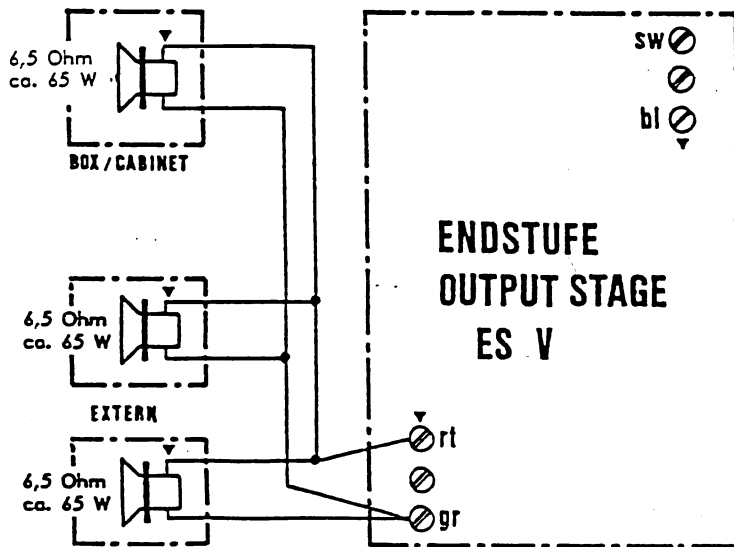 6,5 Ohm
ca. 65 W
BOX/CABINET
6,5 Ohm
ca. 65 W
EXTERN
6,5 Ohm
ca. 65 W
sw
bl
ENDSTUFE
OUTPUT STAGE
ES V
rt
gr